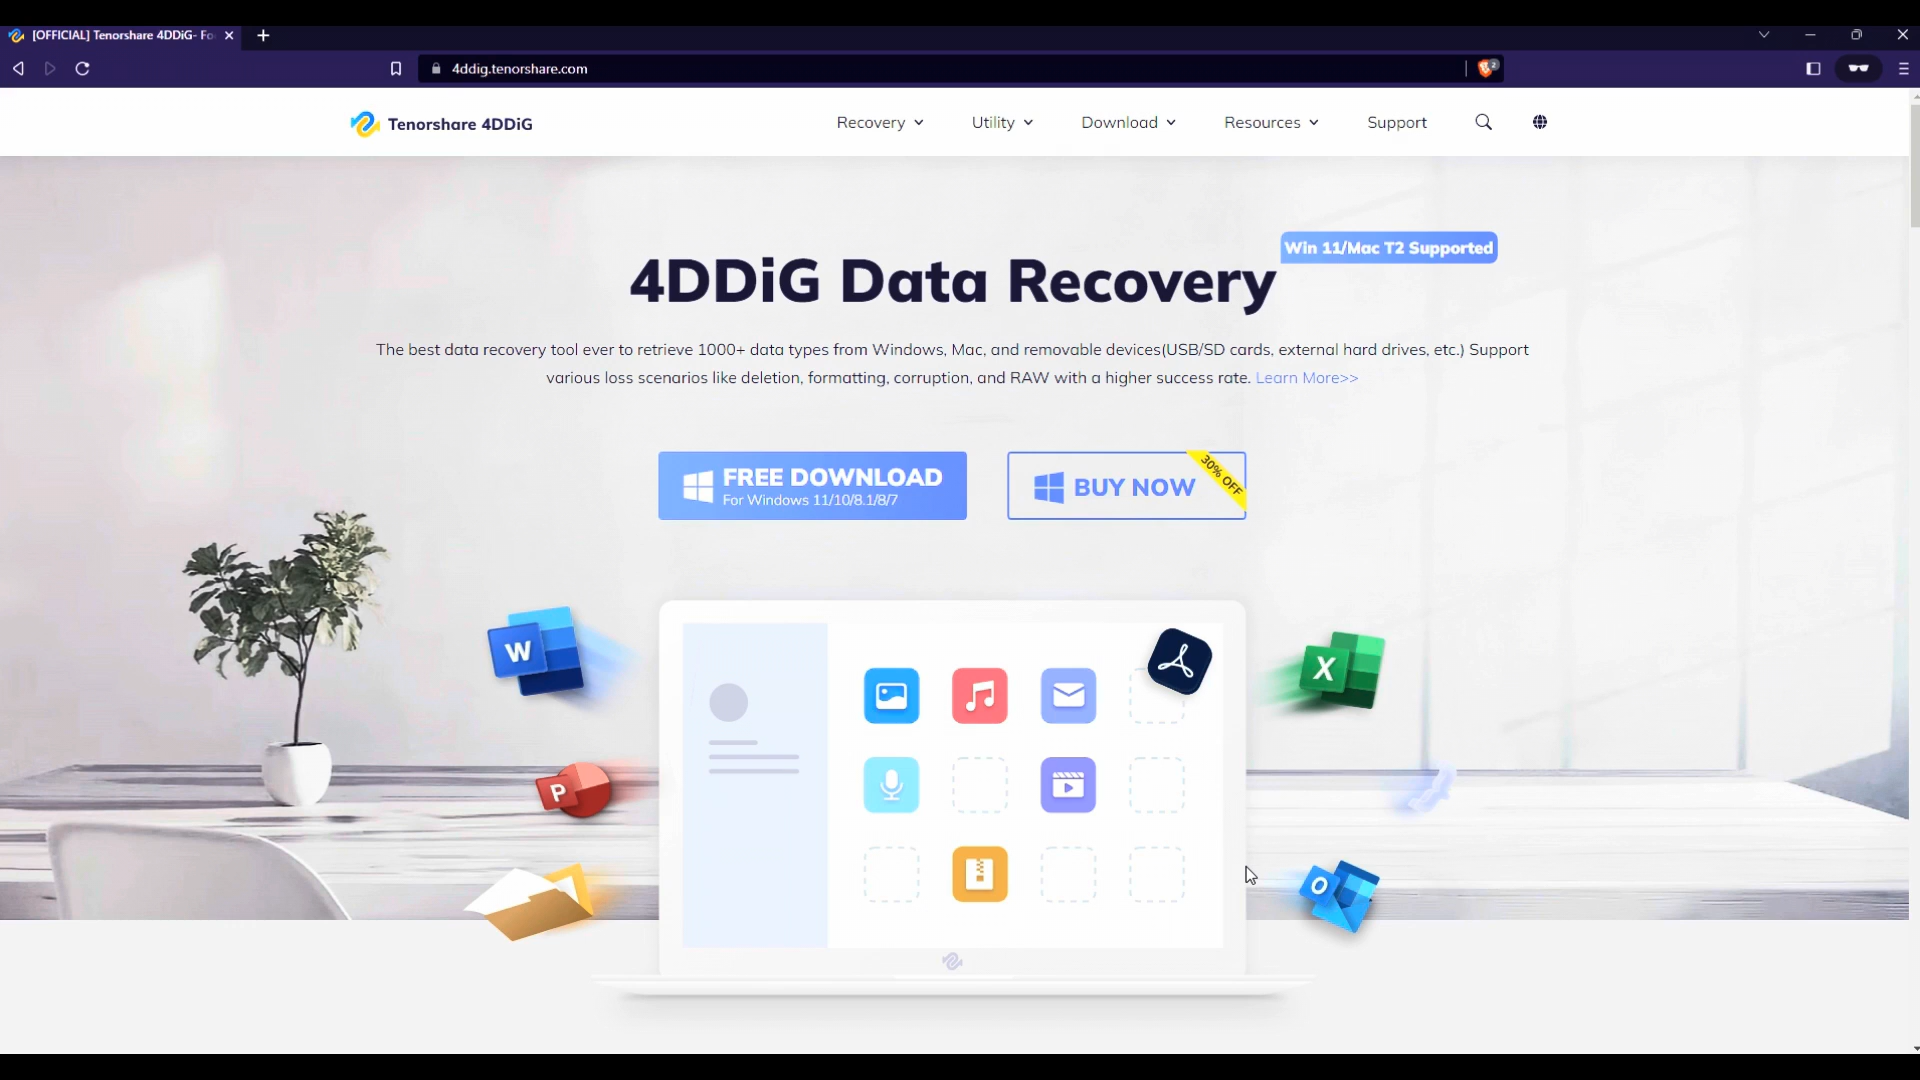 [OFFICIAL] Tenorshare 4DDiG- Fo
4ddig.tenorshare.com
2
Tenorshare 4DDiG
Recovery
Utility
Download
Resources
Support
Win 11/Mac T2 Supported
4DDiG Data Recovery
The best data recovery tool ever to retrieve 1000+ data types from Windows, Mac, and removable devices(USB/SD cards, external hard drives, etc.) Support
various loss scenarios like deletion, formatting, corruption, and RAW with a higher success rate. Learn More>>
FREE DOWNLOAD
For Windows 11/10/8.1/8/7
BUY NOW
30% OFF
W
X
P
O